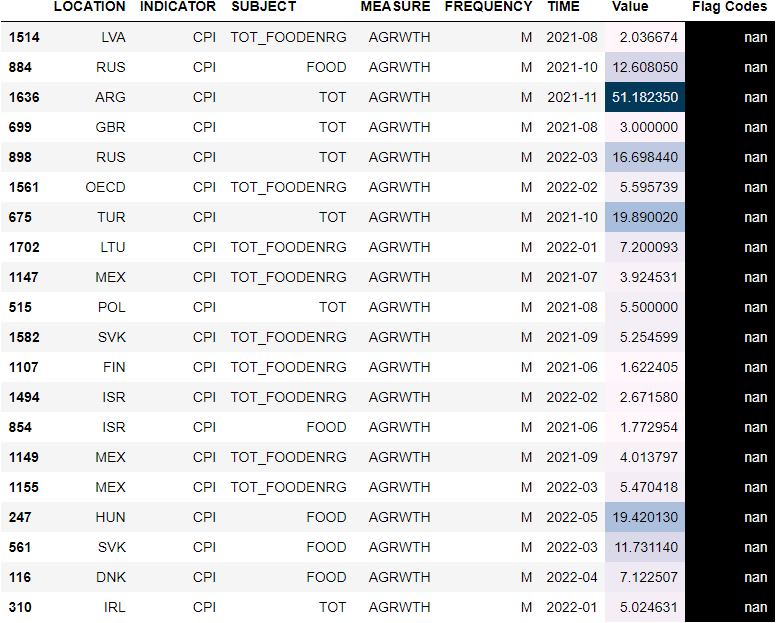 LOCATION INDICATOR SUBJECT MEASURE FREQUENCY TIME Value Flag Codes
1514 LVA CPI TOT_FOODENRG AGRWTH M 2021-08 2.036674 nan
884 RUS CPI FOOD AGRWTH M 2021-10 12.608050 nan
1636 ARG CPI TOT AGRWTH M 2021-11 51.182350 nan
699 GBR CPI TOT AGRWTH M 2021-08 3.000000 nan
898 RUS CPI TOT AGRWTH M 2022-03 16.698440 nan
1561 OECD CPI TOT_FOODENRG AGRWTH M 2022-02 5.595739 nan
675 TUR CPI TOT AGRWTH M 2021-10 19.890020 nan
1702 LTU CPI TOT_FOODENRG AGRWTH M 2022-01 7.200093 nan
1147 MEX CPI TOT_FOODENRG AGRWTH M 2021-07 3.924531 nan
515 POL CPI TOT AGRWTH M 2021-08 5.500000 nan
1582 SVK CPI TOT_FOODENRG AGRWTH M 2021-09 5.254599 nan
1107 FIN CPI TOT_FOODENRG AGRWTH M 2021-06 1.622405 nan
1494 ISR CPI TOT_FOODENRG AGRWTH M 2022-02 2.671580 nan
854 ISR CPI FOOD AGRWTH M 2021-06 1.772954 nan
1149 MEX CPI TOT_FOODENRG AGRWTH M 2021-09 4.013797 nan
1155 MEX CPI TOT_FOODENRG AGRWTH M 2022-03 5.470418 nan
247 HUN CPI FOOD AGRWTH M 2022-05 19.420130 nan
561 SVK CPI FOOD AGRWTH M 2022-03 11.731140 nan
116 DNK CPI FOOD AGRWTH M 2022-04 7.122507 nan
310 IRL CPI TOT AGRWTH M 2022-01 5.024631 nan